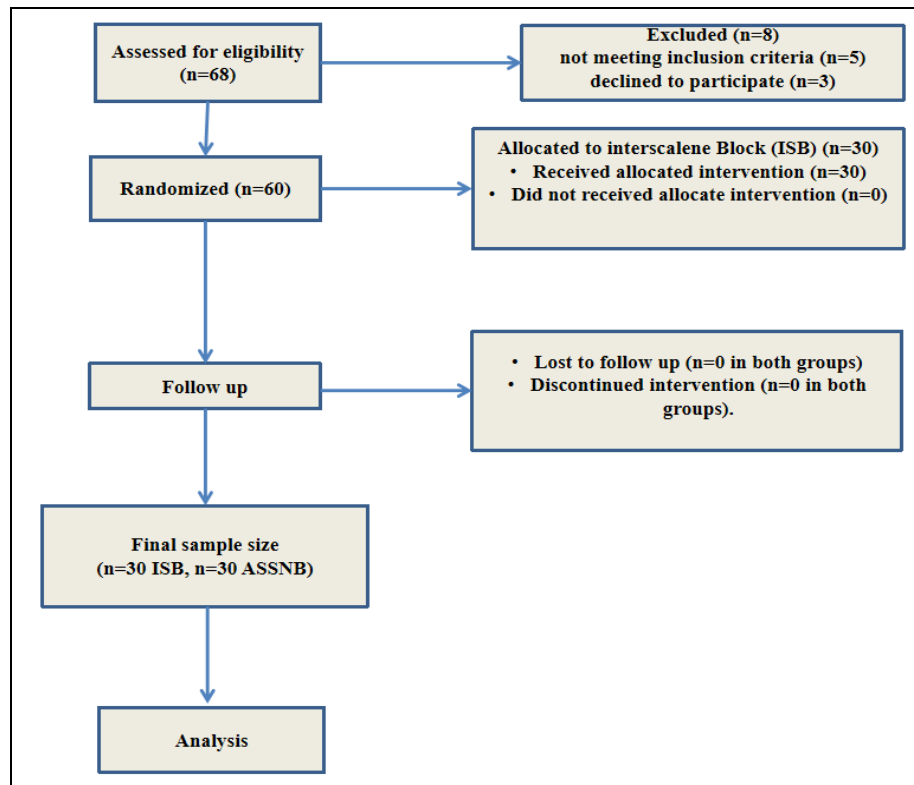 Assessed for eligibility
(n=68)
Excluded (n=8)
not meeting inclusion criteria (n=5)
declined to participate (n=3)
Randomized (n=60)
Allocated to interscalene Block (ISB) (n=30)
• Received allocated intervention (n=30)
• Did not received allocate intervention (n=0)
Follow up
• Lost to follow up (n=0 in both groups)
• Discontinued intervention (n=0 in both
groups).
Final sample size
(n=30 ISB, n=30 ASSNB)
Analysis